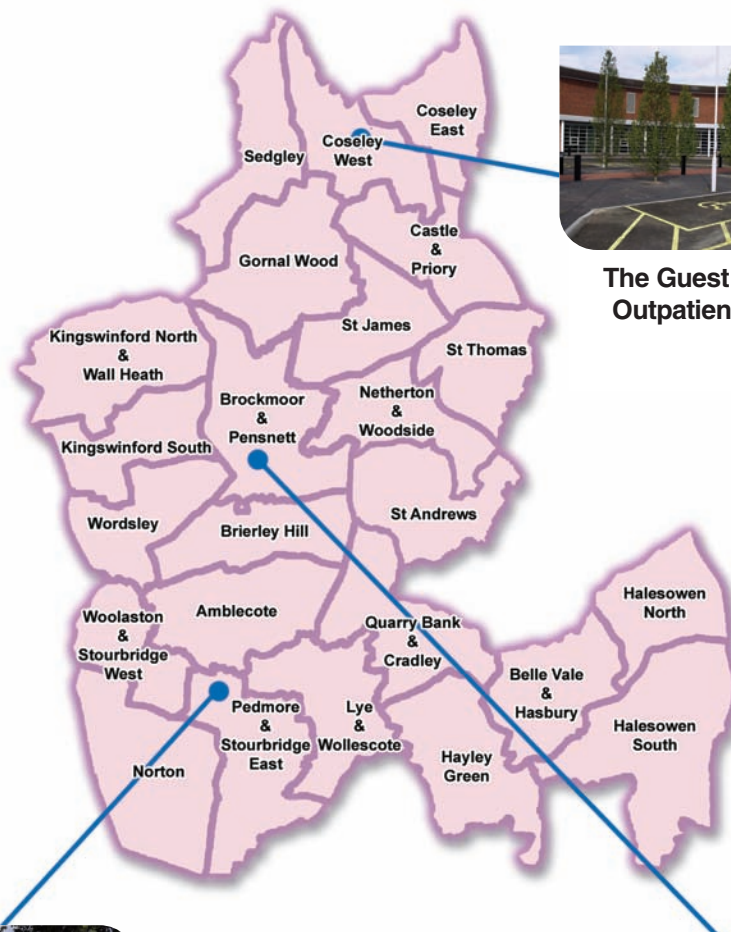 Coseley
East
Coseley
West
Sedgley
Castle
&
Priory
Gornal Wood
The Guest
Outpatien
St James
Kingswinford North
&
Wall Heath
St Thomas
Netherton
&
Woodside
Brockmoor
&
Pensnett
Kingswinford South
St Andrews
Wordsley
Brierley Hill
Halesowen
North
Amblecote
Woolaston
&
Stourbridge
West
Quarry Bank
&
Cradley
Belle Vale
&
Hasbury
Pedmore
&
Stourbridge
East
Lye
&
Wollescote
Halesowen
South
Hayley
Green
Norton